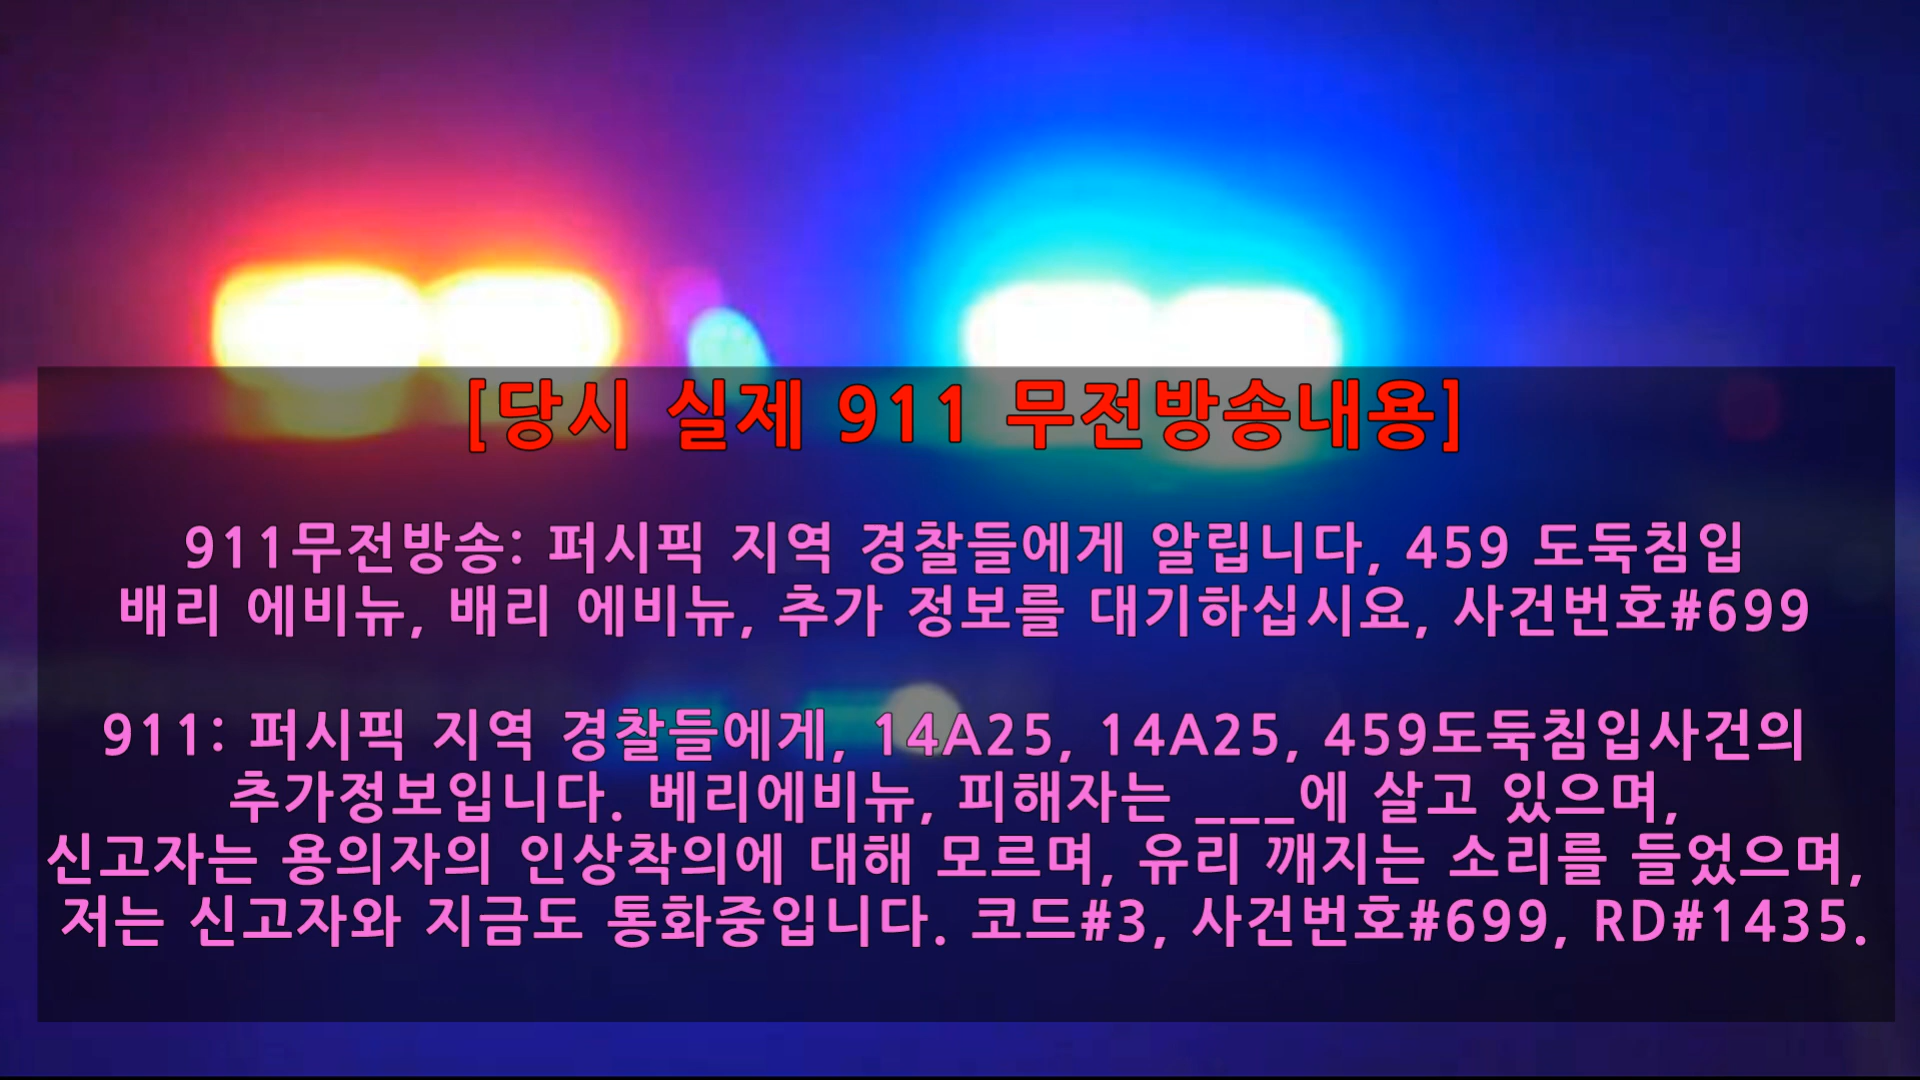 [당시 실제 911 무전방송내용]
911무전방송: 퍼시픽 지역 경찰들에게 알립니다, 459 도둑침입
배리 에비뉴, 배리 에비뉴, 추가 정보를 대기하십시요, 사건번호#699
911: 퍼시픽 지역 경찰들에게, 14A25, 14A25, 459도둑침입사건의
추가정보입니다. 베리에비뉴, 피해자는 ___에 살고 있으며,
신고자는 용의자의 인상착의에 대해 모르며, 유리 깨지는 소리를 들었으며,
저는 신고자와 지금도 통화중입니다. 코드#3, 사건번호#699, RD#1435.